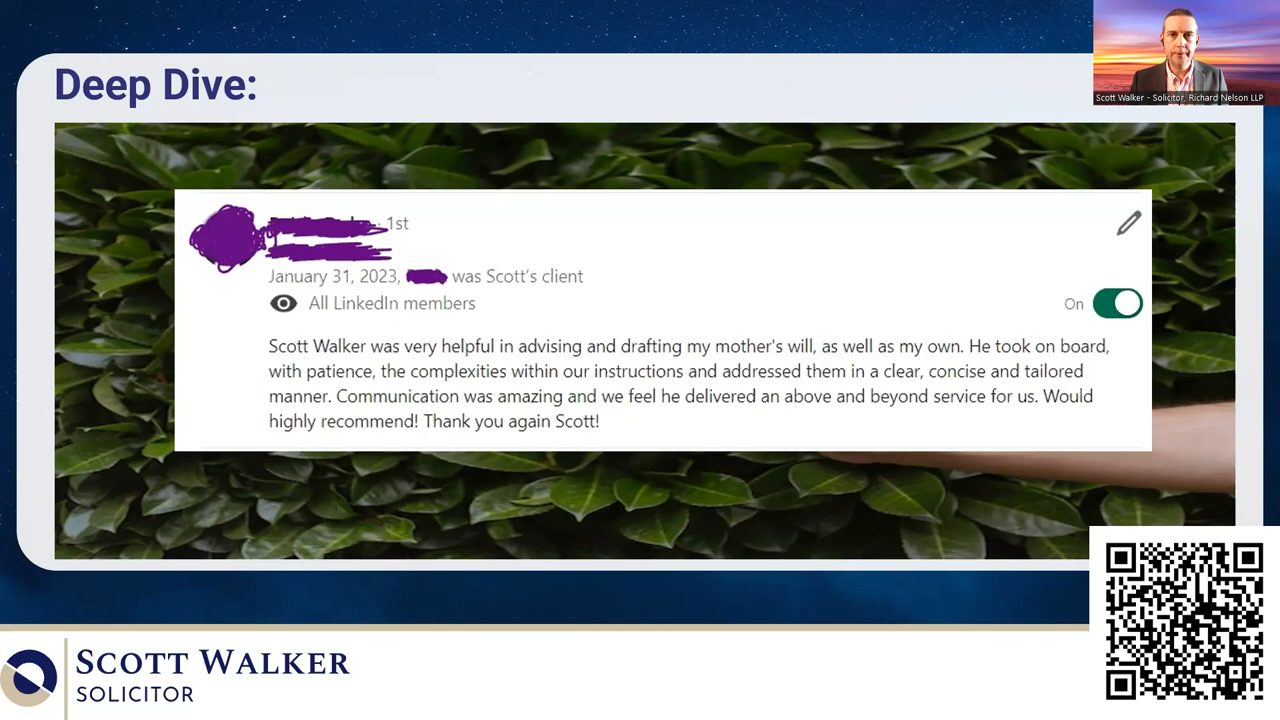 Deep Dive:
Scott Walker - Solicitor, Richard Nelson LLP
· 1st
January 31, 2023, was Scott's client
All LinkedIn members
On
Scott Walker was very helpful in advising and drafting my mother's will, as well as my own. He took on board,
with patience, the complexities within our instructions and addressed them in a clear, concise and tailored
manner. Communication was amazing and we feel he delivered an above and beyond service for us. Would
highly recommend! Thank you again Scott!
SCOTT WALKER
SOLICITOR